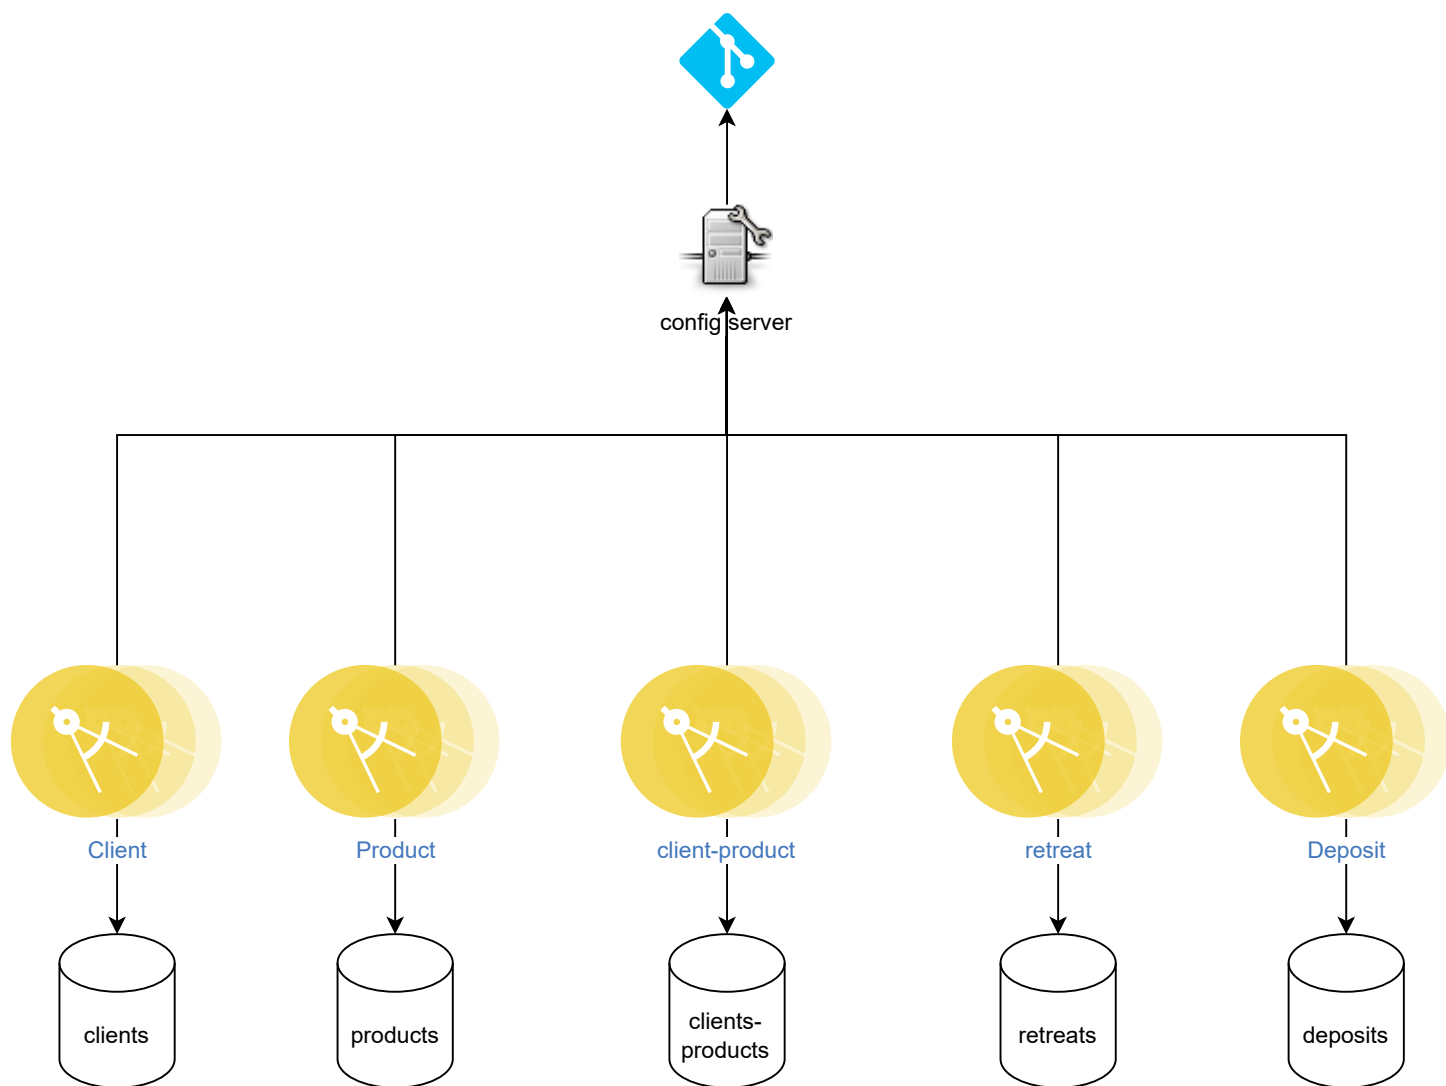 config server
Client
Product
client-product
retreat
Deposit
clients
products
clients-
products
retreats
deposits